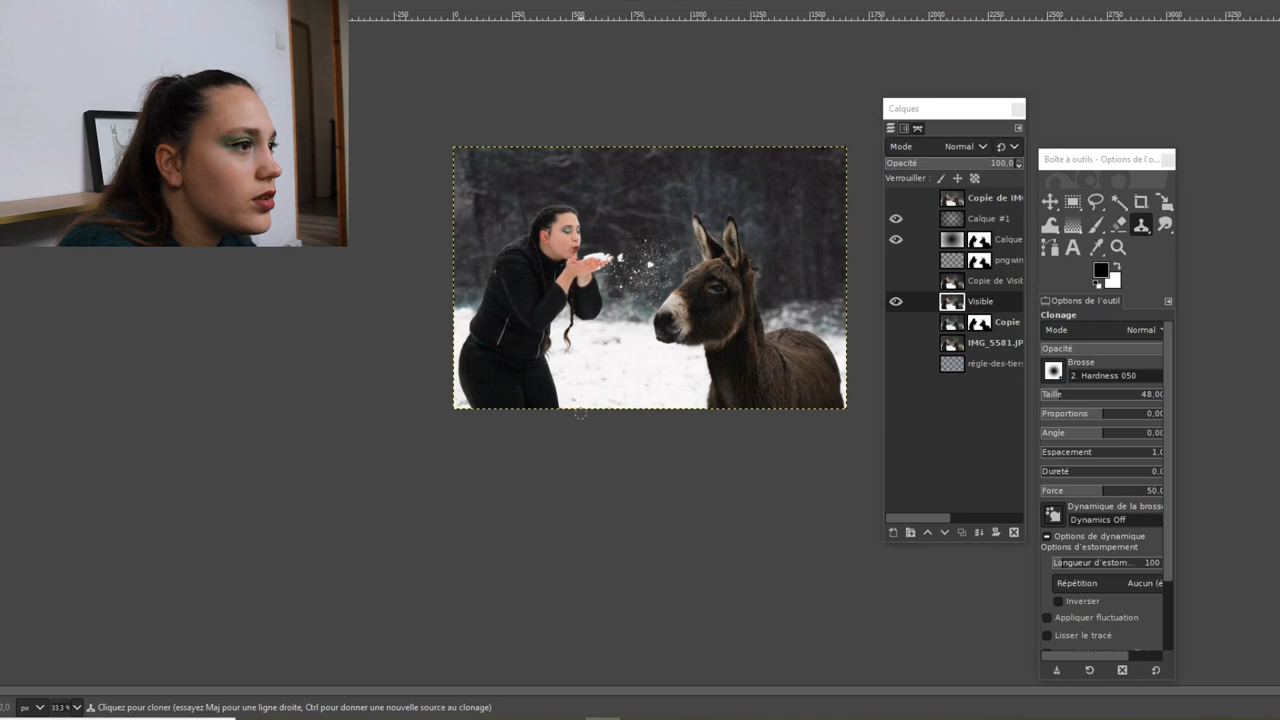 -250 0 250 500 750 1000 1250 1500 1750 2000 2250 2500 2750 3000 3250
Calques
Mode Normal
Opacité 100,0
Verrouiller :
Copie de IM
Calque #1
Calque
pngwin
Copie de Visib
Visible
Copie
IMG_5581.JP
régle-des-tiers
Boîte à outils - Options de l'o...
Options de l'outil
Clonage
Mode Normal
Opacité
Brosse
2. Hardness 050
Taille 48,00
Proportions 0,00
Angle 0,00
Espacement 1,0
Dureté 0,0
Force 50,0
Dynamique de la bross
Dynamics Off
Options de dynamique
Options d'estompement
Longueur d'estom... 100
Répétition Aucun (é
Inverser
Appliquer fluctuation
Lisser le tracé
2,0 px 33,3 % Cliquez pour cloner (essayez Maj pour une ligne droite, Ctrl pour donner une nouvelle source au clonage)